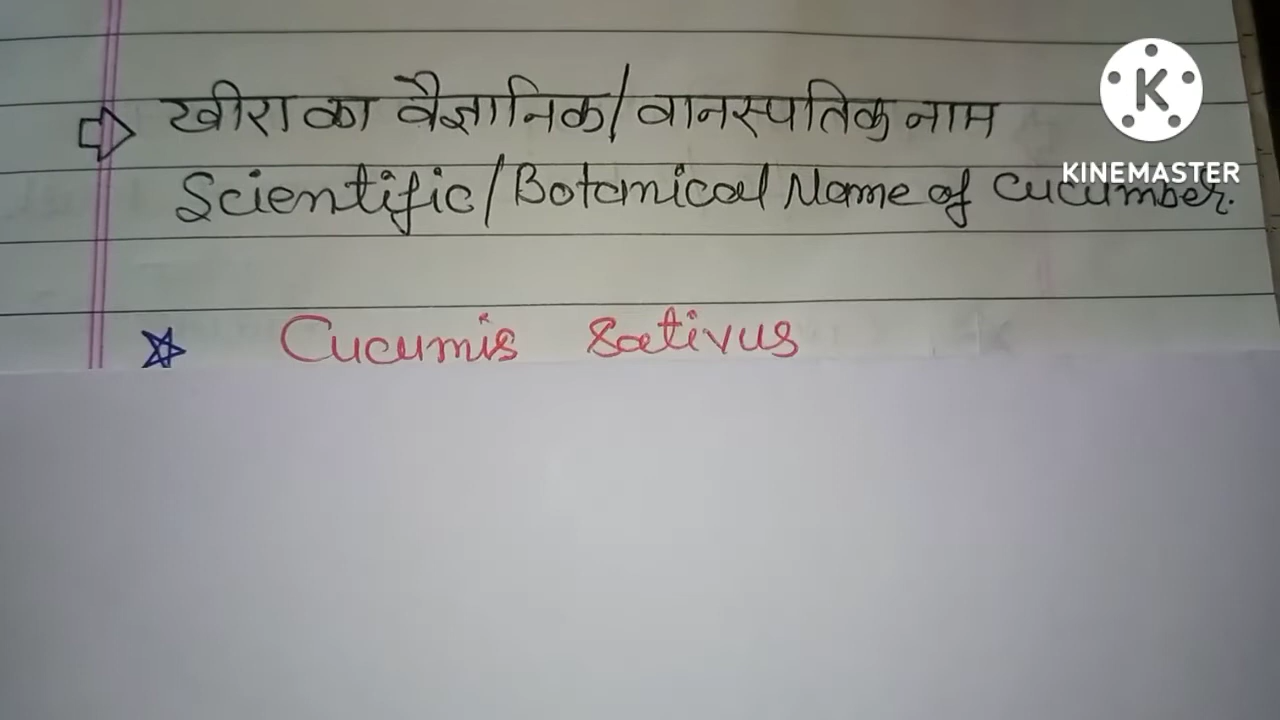 खीरा का वैज्ञानिक/वानस्पतिक नाम
Scientific/Botanical Name of Cucumber.
Cucumis sativus
KINEMASTER